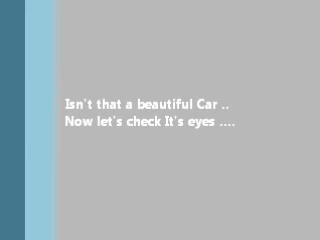 Isn't that a beautiful Car ..
Now let's check It's eyes ....